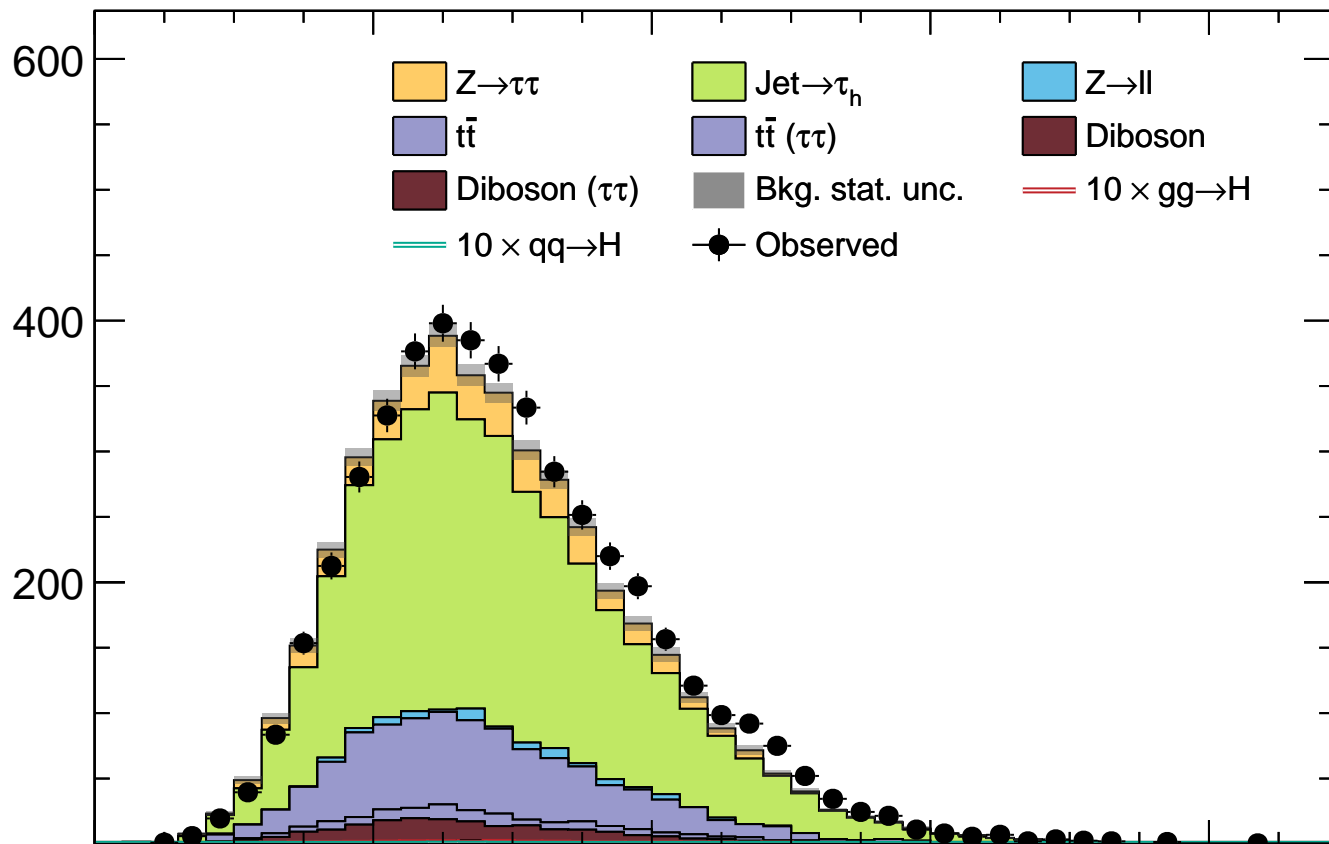 600
Z→ττ Jet→τh Z→ll
tt̄ tt̄ (ττ) Diboson
Diboson (ττ) Bkg. stat. unc. 10 × gg→H
10 × qq→H Observed
400
200